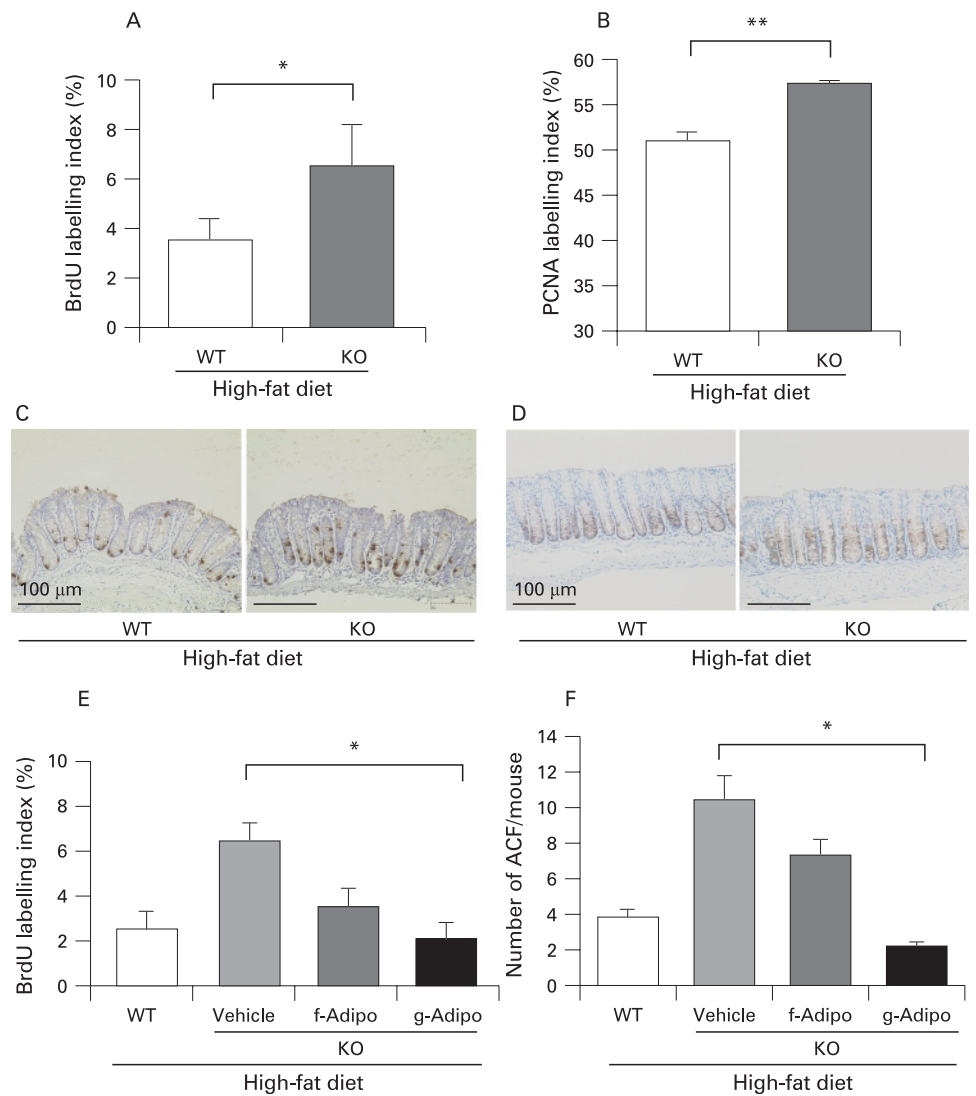 A
BrdU labelling index (%)
10
8
6
4
2
0
*
WT KO
High-fat diet
B
PCNA labelling index (%)
60
55
50
45
40
35
30
**
WT KO
High-fat diet
C
100 μm
WT KO
High-fat diet
D
100 μm
WT KO
High-fat diet
E
BrdU labelling index (%)
10
8
6
4
2
0
*
WT Vehicle f-Adipo g-Adipo
KO
High-fat diet
F
Number of ACF/mouse
14
12
10
8
6
4
2
0
*
WT Vehicle f-Adipo g-Adipo
KO
High-fat diet